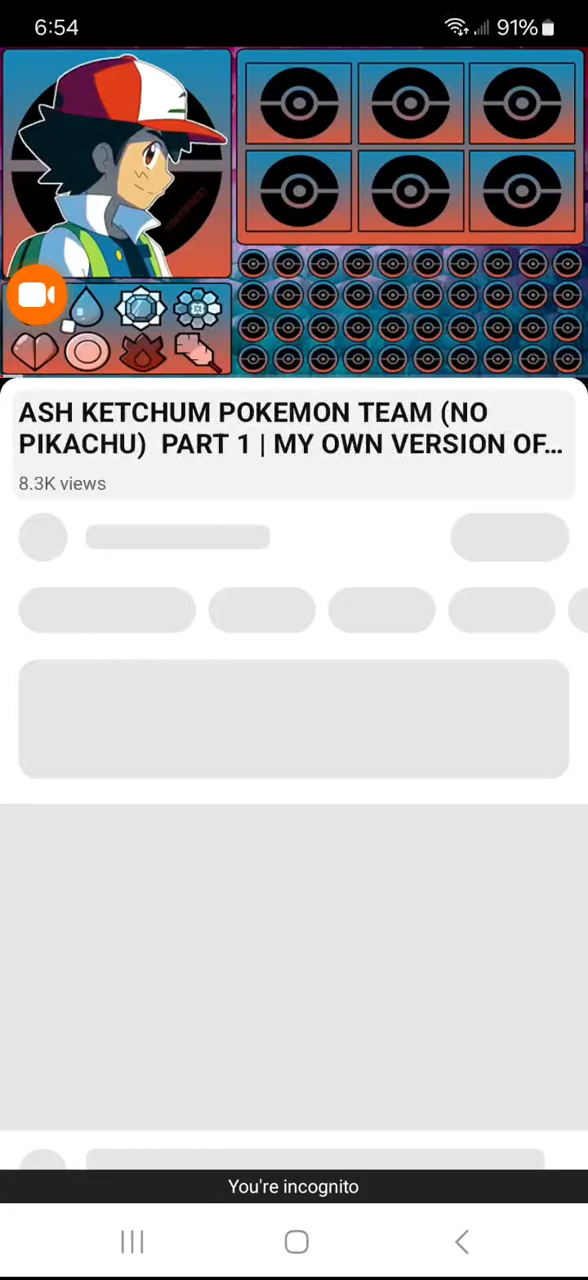 6:54
91%
POKEWDEST
ASH KETCHUM POKEMON TEAM (NO
PIKACHU) PART 1 | MY OWN VERSION OF...
8.3K views
You're incognito